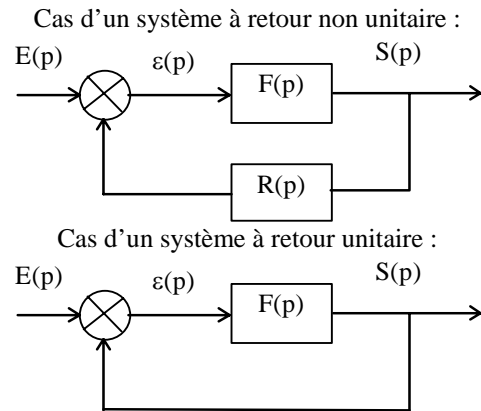 Cas d'un système à retour non unitaire :
E(p) ε(p) F(p) S(p)
R(p)
Cas d'un système à retour unitaire :
E(p) ε(p) F(p) S(p)